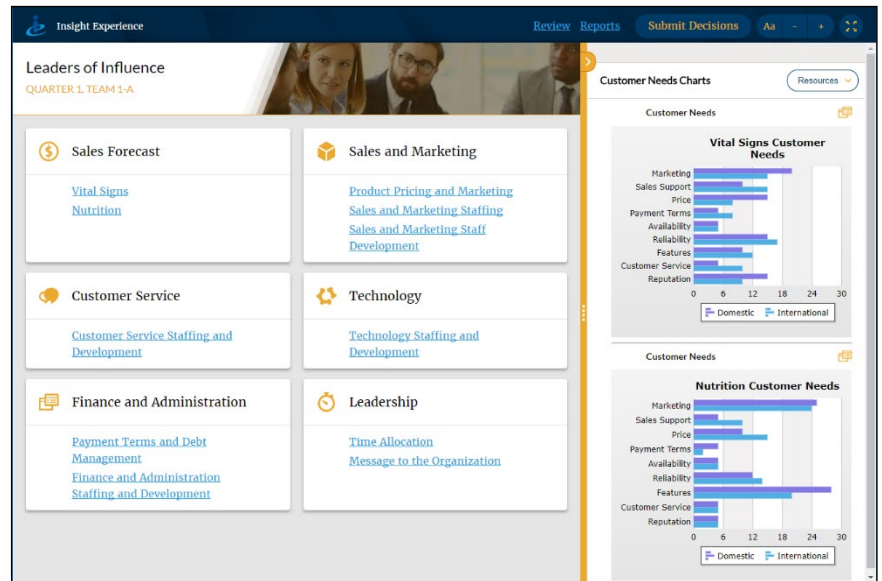 Insight Experience
Review Reports Submit Decisions Aa - +
Leaders of Influence
QUARTER 1, TEAM 1-A
Sales Forecast
Vital Signs
Nutrition
Sales and Marketing
Product Pricing and Marketing
Sales and Marketing Staffing
Sales and Marketing Staff
Development
Customer Service
Customer Service Staffing and
Development
Technology
Technology Staffing and
Development
Finance and Administration
Payment Terms and Debt
Management
Finance and Administration
Staffing and Development
Leadership
Time Allocation
Message to the Organization
Customer Needs Charts
Resources
Customer Needs
Vital Signs Customer
Needs
Marketing
Sales Support
Price
Payment Terms
Availability
Reliability
Features
Customer Service
Reputation
0 6 12 18 24 30
Domestic International
Customer Needs
Nutrition Customer Needs
Marketing
Sales Support
Price
Payment Terms
Availability
Reliability
Features
Customer Service
Reputation
0 6 12 18 24 30
Domestic International